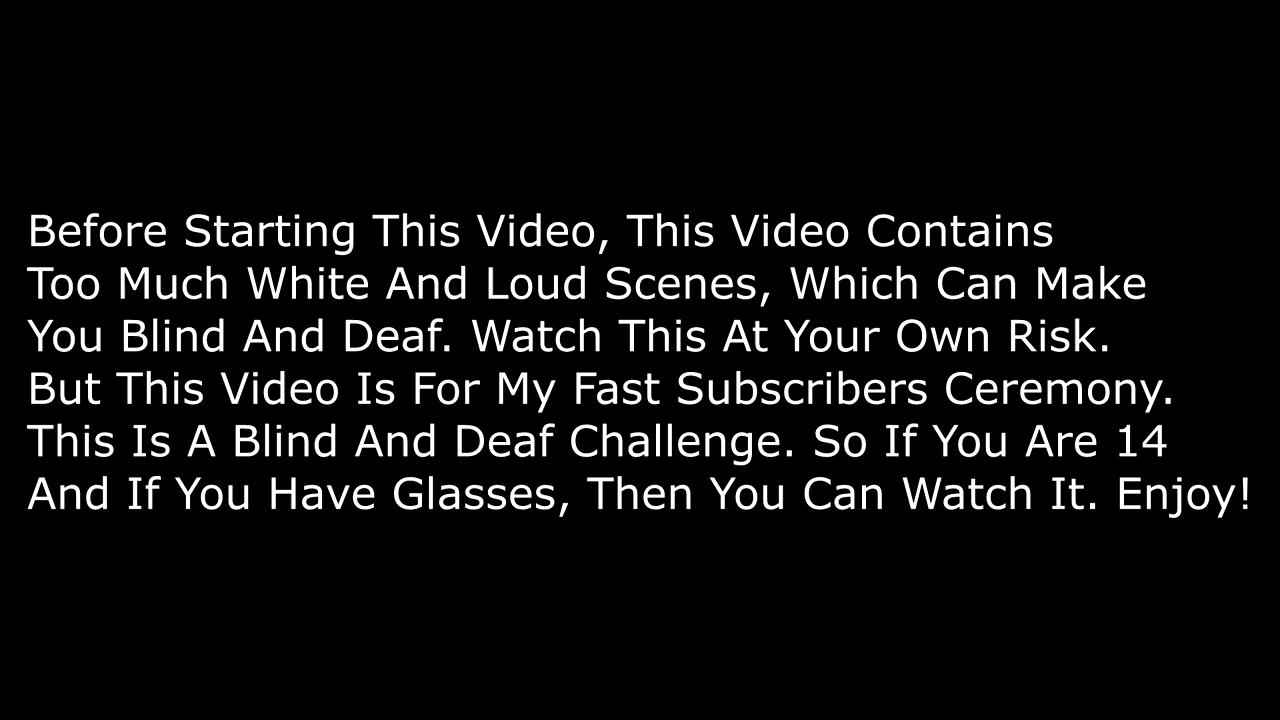 Before Starting This Video, This Video Contains
Too Much White And Loud Scenes, Which Can Make
You Blind And Deaf. Watch This At Your Own Risk.
But This Video Is For My Fast Subscribers Ceremony.
This Is A Blind And Deaf Challenge. So If You Are 14
And If You Have Glasses, Then You Can Watch It. Enjoy!